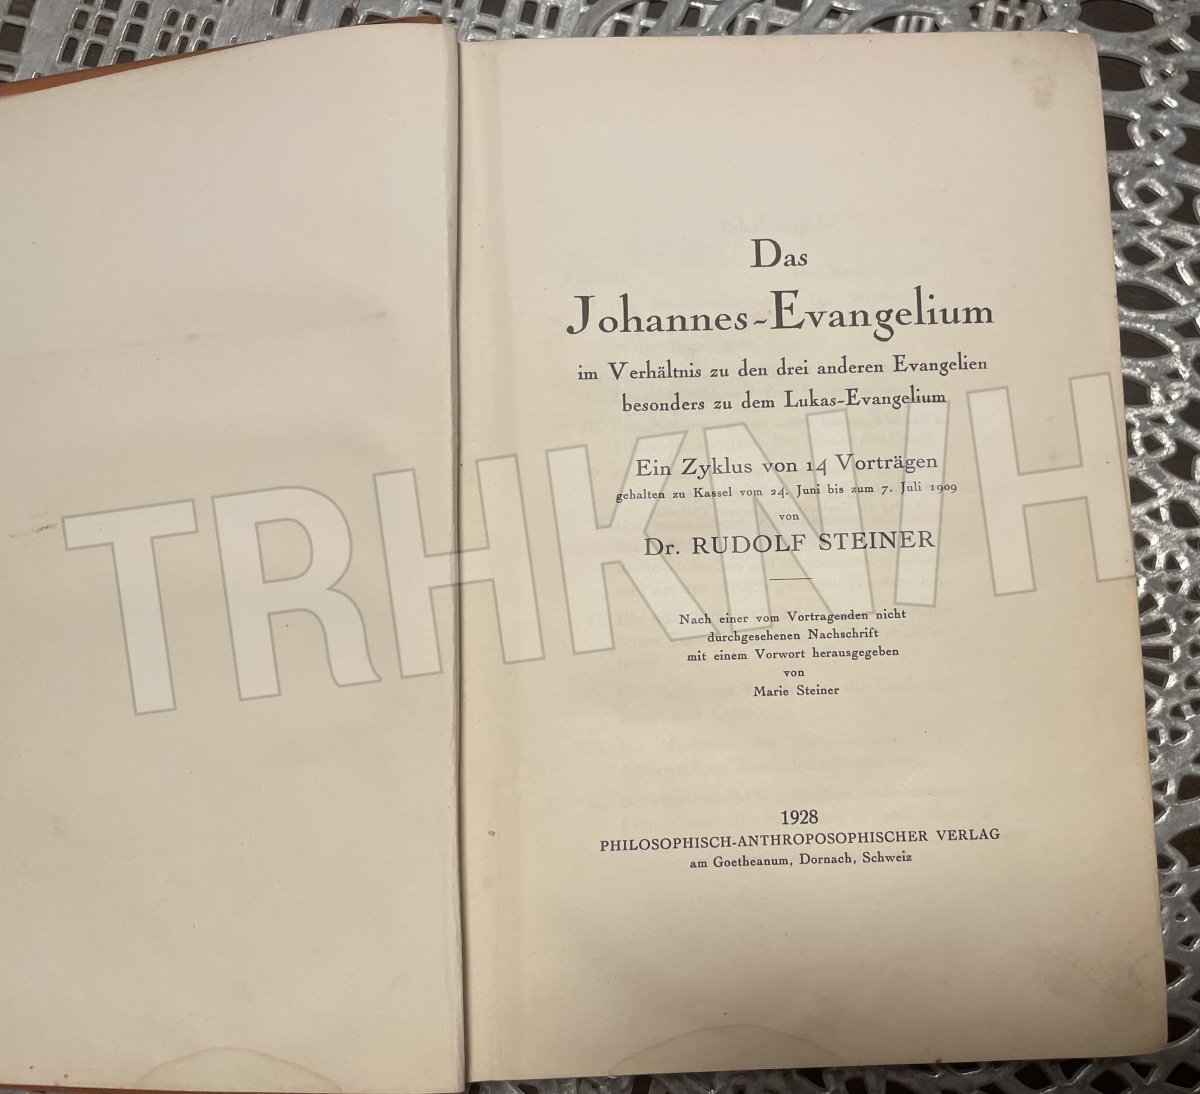 Das
Johannes-Evangelium
im Verhältnis zu den drei anderen Evangelien
besonders zu dem Lukas-Evangelium
Ein Zyklus von 14 Vorträgen
gehalten zu Kassel vom 24. Juni bis zum 7. Juli 1909
von
Dr. RUDOLF STEINER
Nach einer vom Vortragenden nicht
durchgesehenen Nachschrift
mit einem Vorwort herausgegeben
von
Marie Steiner
1928
PHILOSOPHISCH-ANTHROPOSOPHISCHER VERLAG
am Goetheanum, Dornach, Schweiz
TRHKN/H